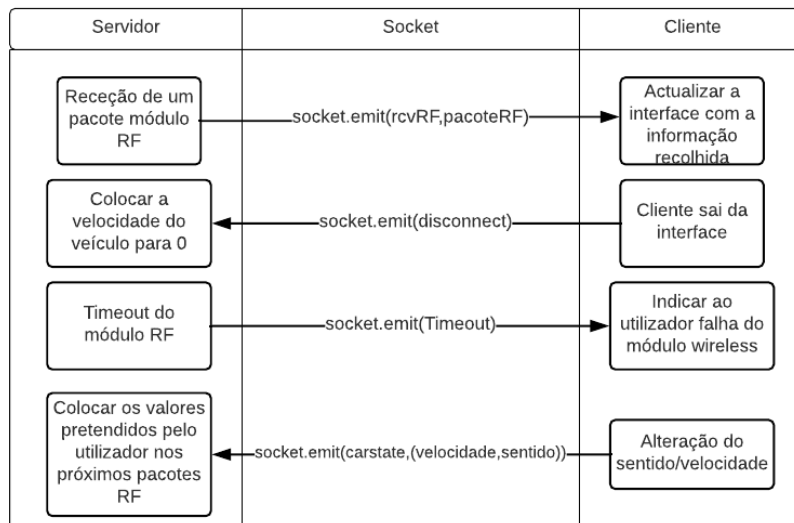 Servidor
Socket
Cliente
Receção de um
pacote módulo
RF
socket.emit(rcvRF,pacoteRF)
Actualizar a
interface com a
informação
recolhida
Colocar a
velocidade do
veículo para 0
socket.emit(disconnect)
Cliente sai da
interface
Timeout do
módulo RF
socket.emit(Timeout)
Indicar ao
utilizador falha do
módulo wireless
Colocar os valores
pretendidos pelo
utilizador nos
próximos pacotes
RF
socket.emit(carstate,(velocidade,sentido))
Alteração do
sentido/velocidade